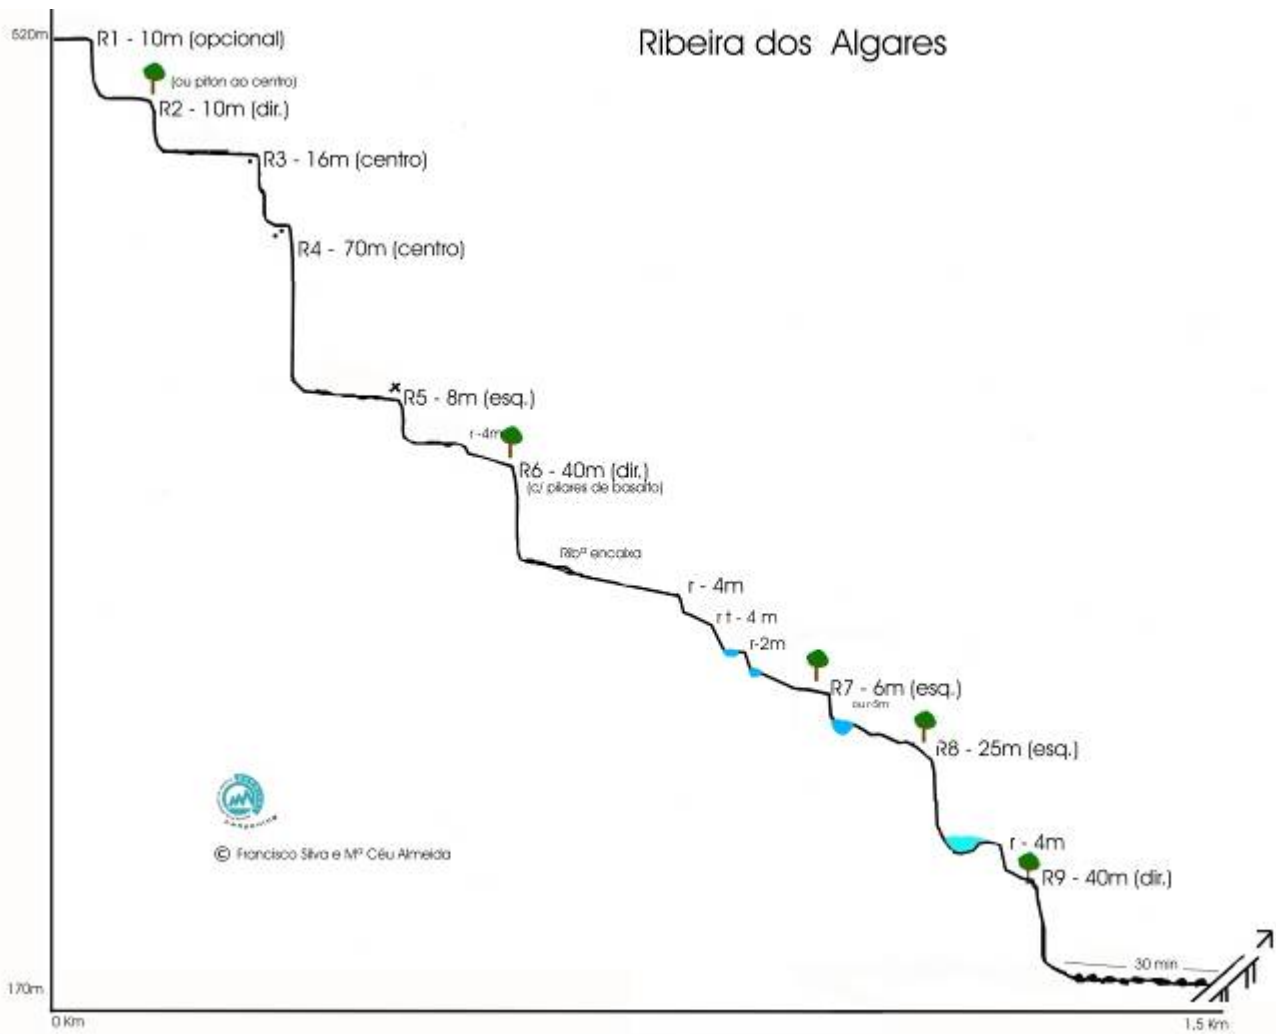 Ribeira dos Algares
520m
R1 - 10m (opcional)
(ou piton ao centro)
R2 - 10m (dir.)
R3 - 16m (centro)
R4 - 70m (centro)
R5 - 8m (esq.)
r -4m
R6 - 40m (dir.)
(c/ pilares de basalto)
Ribª encaixa
r - 4m
r t - 4 m
r-2m
R7 - 6m (esq.)
R8 - 25m (esq.)
r - 4m
R9 - 40m (dir.)
© Francisco Silva e Mª Céu Almeida
30 min
170m
0 Km
1,5 Km